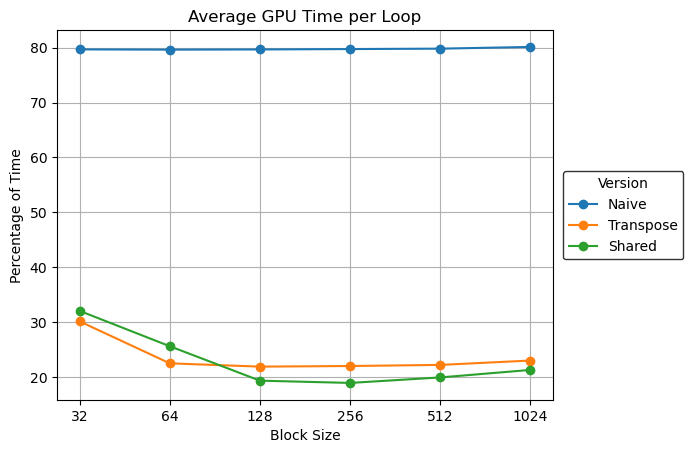 Average GPU Time per Loop
Percentage of Time
80
70
60
50
40
30
20
32 64 128 256 512 1024
Block Size
Version
Naive
Transpose
Shared